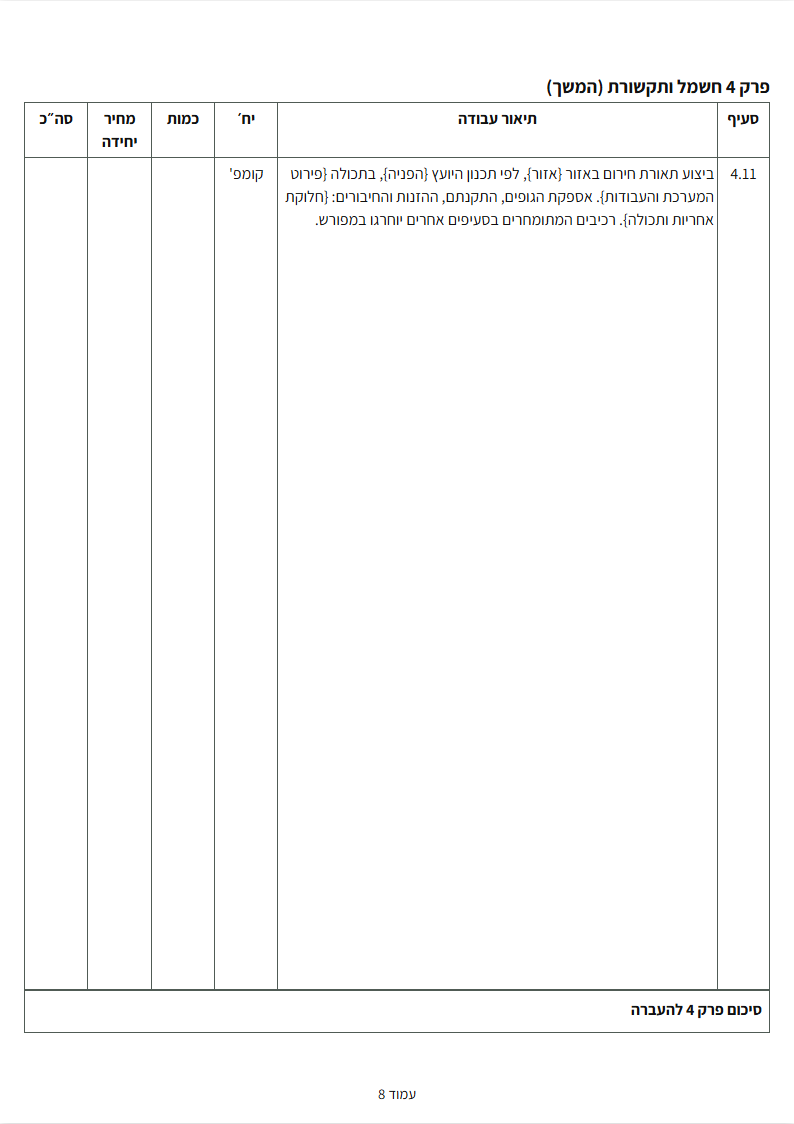 פרק 4 חשמל ותקשורת (המשך)
סעיף תיאור עבודה יח׳ כמות מחיר יחידה סה״כ
4.11 ביצוע תאורת חירום באזור {אזור}, לפי תכנון היועץ {הפניה}, בתכולה {פירוט קומפ'
המערכת והעבודות}. אספקת הגופים, התקנתם, ההזנות והחיבורים: {חלוקת
אחריות ותכולה}. רכיבים המתומחרים בסעיפים אחרים יוחרגו במפורש.
סיכום פרק 4 להעברה
עמוד 8